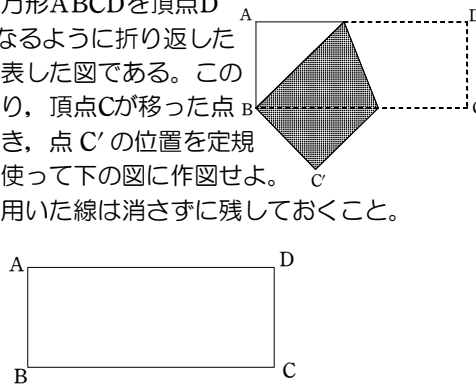 方形ABCDを頂点D
なるように折り返した
表した図である。この
り，頂点Cが移った点
き，点 C′ の位置を定規
使って下の図に作図せよ。
用いた線は消さずに残しておくこと。
A
D
B
C′
A
D
B
C